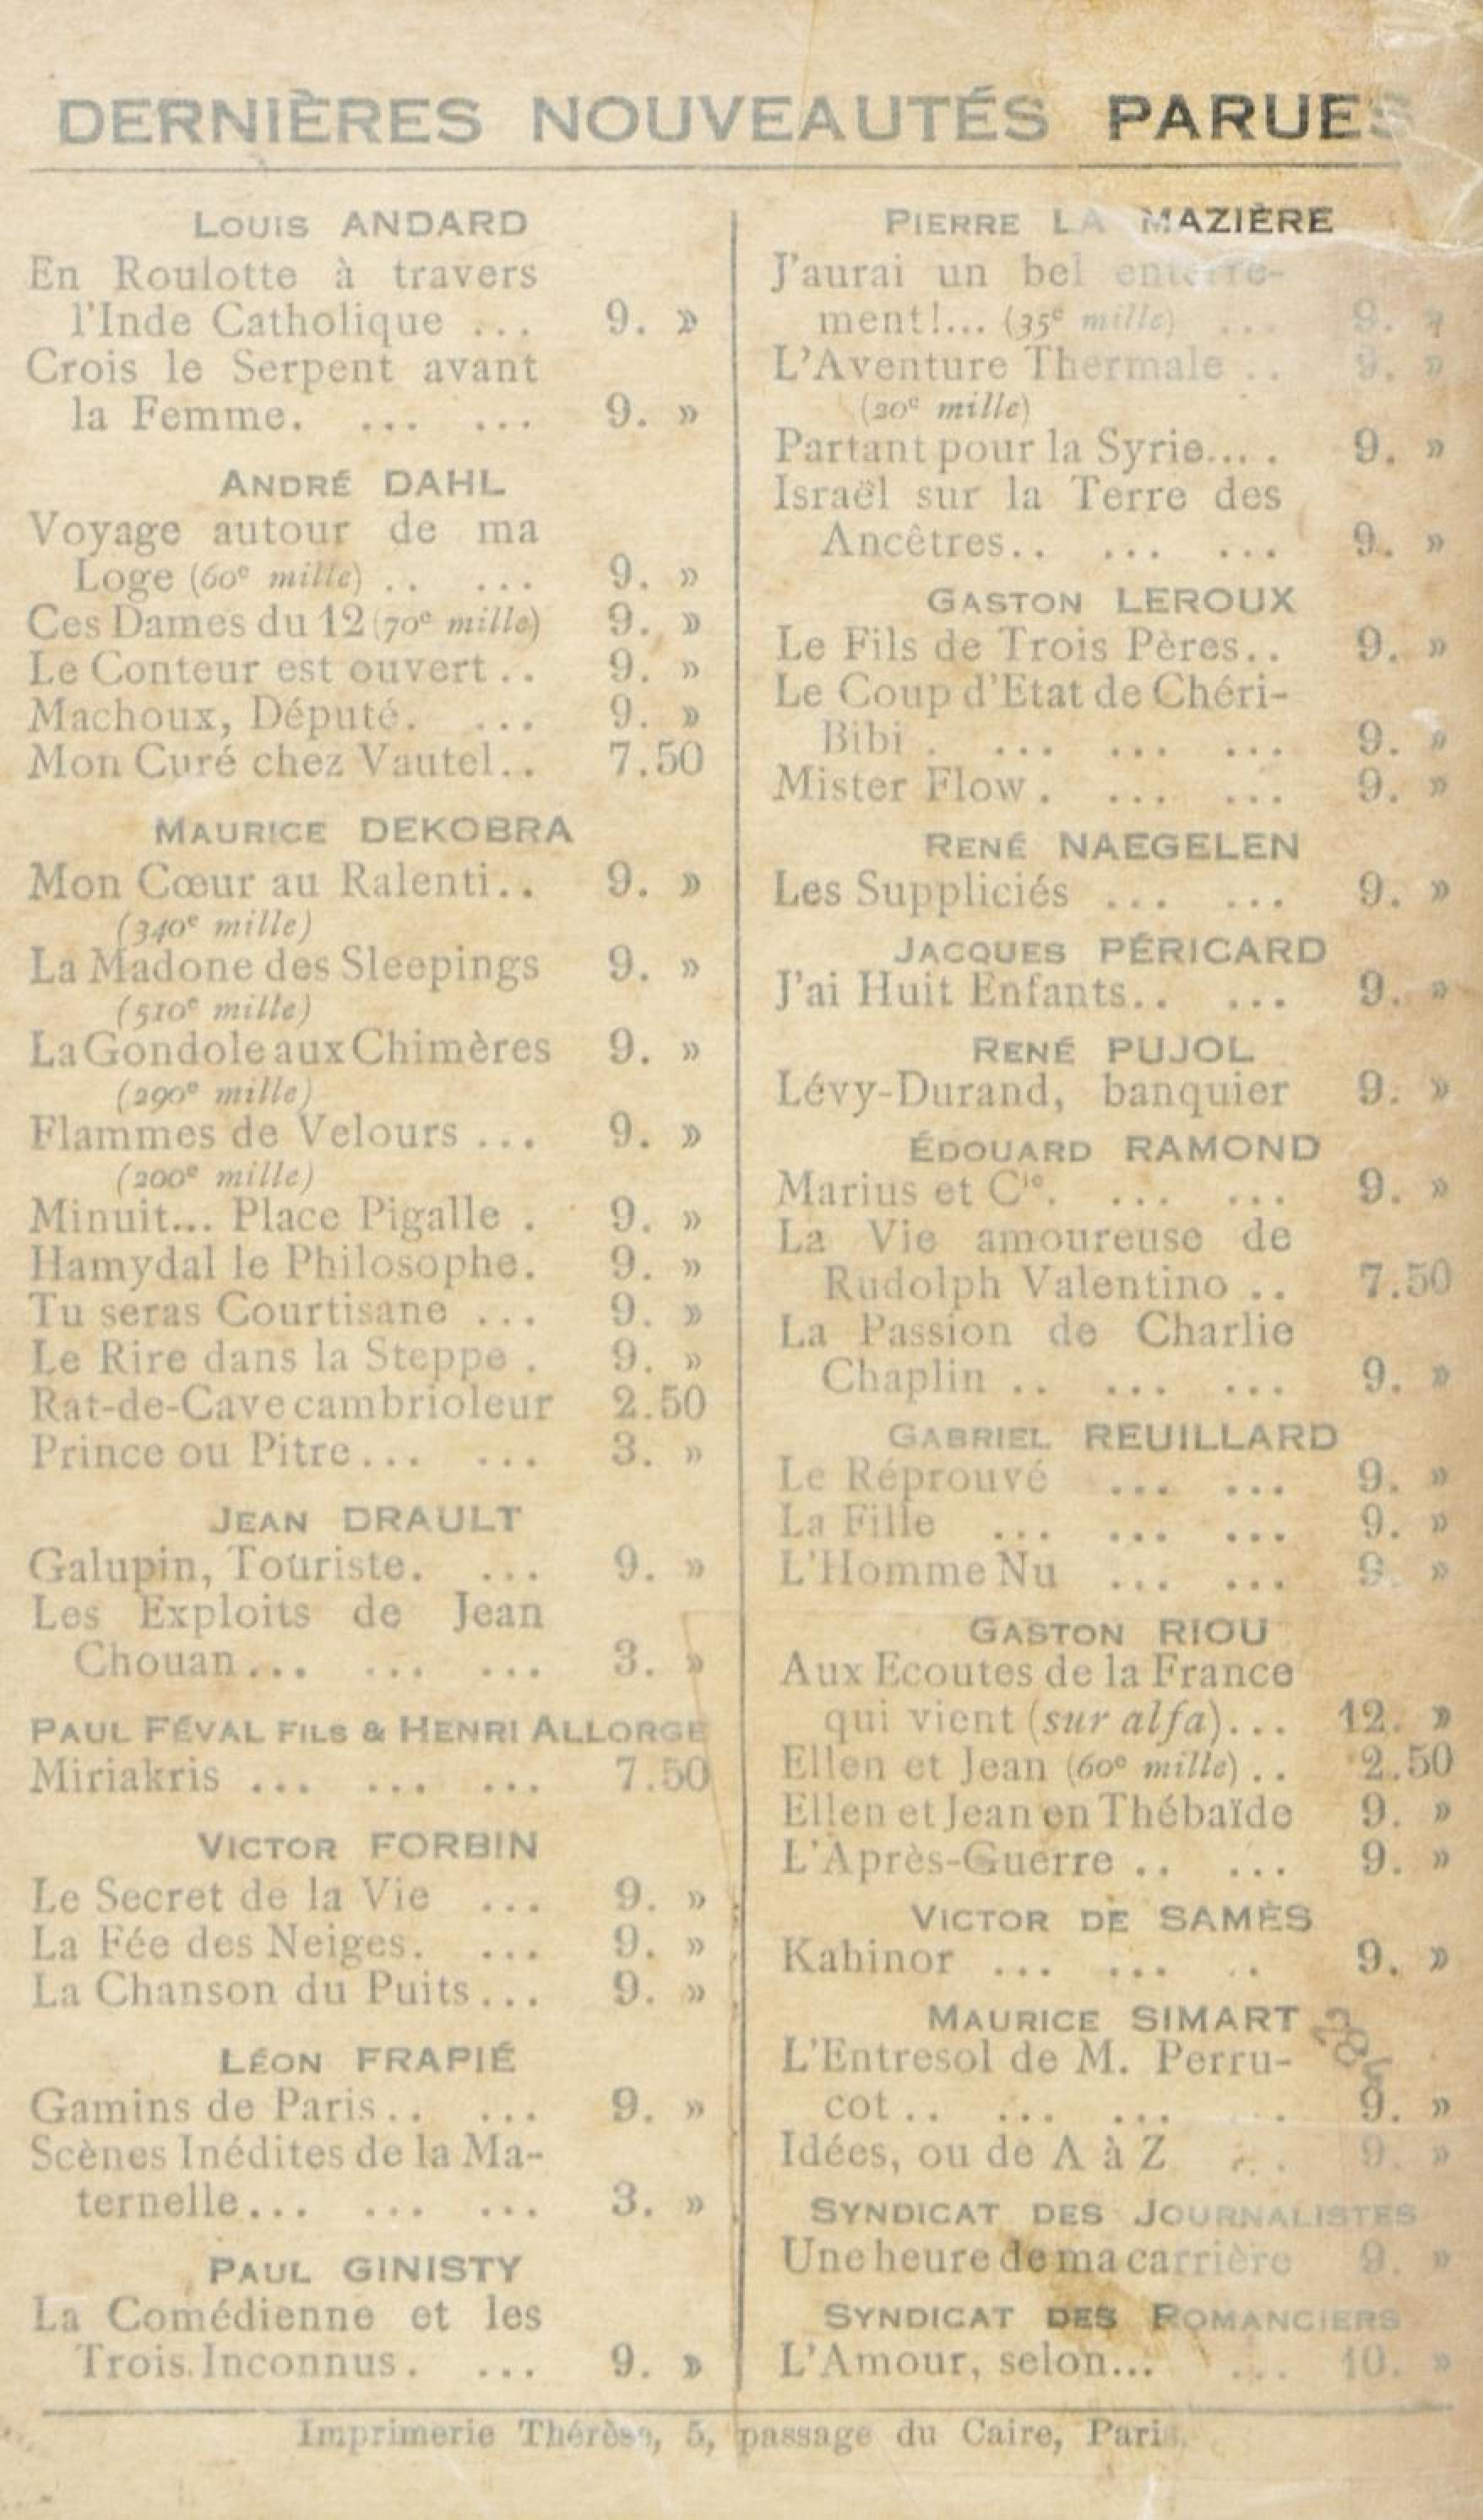 DERNIÈRES NOUVEAUTÉS PARUES
LOUIS ANDARD
En Roulotte à travers
l'Inde Catholique ... 9. »
Crois le Serpent avant
la Femme. ... ... 9. »
ANDRÉ DAHL
Voyage autour de ma
Loge (60e mille) .. ... 9. »
Ces Dames du 12 (70e mille) 9. »
Le Conteur est ouvert .. 9. »
Machoux, Député. ... 9. »
Mon Curé chez Vautel.. 7.50
MAURICE DEKOBRA
Mon Cœur au Ralenti.. 9. »
(340e mille)
La Madone des Sleepings 9. »
(510e mille)
La Gondole aux Chimères 9. »
(290e mille)
Flammes de Velours ... 9. »
(200e mille)
Minuit... Place Pigalle . 9. »
Hamydal le Philosophe. 9. »
Tu seras Courtisane ... 9. »
Le Rire dans la Steppe . 9. »
Rat-de-Cave cambrioleur 2.50
Prince ou Pitre... ... 3. »
JEAN DRAULT
Galupin, Touriste. ... 9. »
Les Exploits de Jean
Chouan... ... ... 3. »
PAUL FÉVAL FILS & HENRI ALLORGE
Miriakris ... ... ... 7.50
VICTOR FORBIN
Le Secret de la Vie ... 9. »
La Fée des Neiges. ... 9. »
La Chanson du Puits... 9. »
LÉON FRAPIÉ
Gamins de Paris.. ... 9. »
Scènes Inédites de la Ma-
ternelle... ... ... 3. »
PAUL GINISTY
La Comédienne et les
Trois Inconnus. ... 9. »
PIERRE LA MAZIÈRE
J'aurai un bel enterre-
ment!... (35e mille) ... 9. »
L'Aventure Thermale .. 9. »
(20e mille)
Partant pour la Syrie... . 9. »
Israël sur la Terre des
Ancêtres.. ... ... 9. »
GASTON LEROUX
Le Fils de Trois Pères.. 9. »
Le Coup d'Etat de Chéri-
Bibi . ... ... ... 9. »
Mister Flow. ... ... 9. »
RENÉ NAEGELEN
Les Suppliciés ... ... 9. »
JACQUES PÉRICARD
J'ai Huit Enfants.. ... 9. »
RENÉ PUJOL
Lévy-Durand, banquier 9. »
ÉDOUARD RAMOND
Marius et Cie. ... ... 9. »
La Vie amoureuse de
Rudolph Valentino .. 7.50
La Passion de Charlie
Chaplin .. ... ... 9. »
GABRIEL REUILLARD
Le Réprouvé ... ... 9. »
La Fille ... ... ... 9. »
L'Homme Nu ... ... 9. »
GASTON RIOU
Aux Ecoutes de la France
qui vient (sur alfa)... 12. »
Ellen et Jean (60e mille) .. 2.50
Ellen et Jean en Thébaïde 9. »
L'Après-Guerre .. ... 9. »
VICTOR DE SAMÈS
Kahinor ... ... .. 9. »
MAURICE SIMART
L'Entresol de M. Perru-
cot .. ... ... . 9. »
Idées, ou de A à Z ... 9. »
SYNDICAT DES JOURNALISTES
Une heure de ma carrière 9. »
SYNDICAT DES ROMANCIERS
L'Amour, selon... ... 10. »
Imprimerie Thérèse, 5, passage du Caire, Paris.